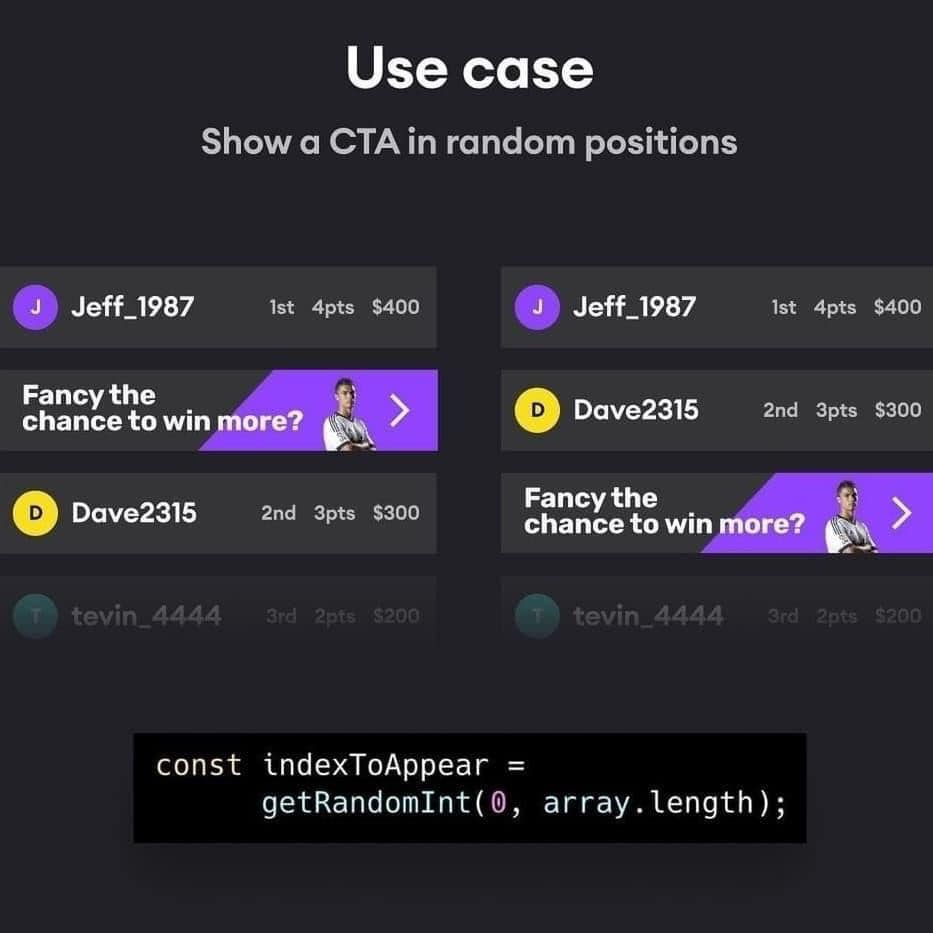 Use case
Show a CTA in random positions
J Jeff_1987 1st 4pts $400
Fancy the
chance to win more?
D Dave2315 2nd 3pts $300
T tevin_4444 3rd 2pts $200
J Jeff_1987 1st 4pts $400
D Dave2315 2nd 3pts $300
Fancy the
chance to win more?
T tevin_4444 3rd 2pts $200
const indexToAppear =
getRandomInt(0, array.length);